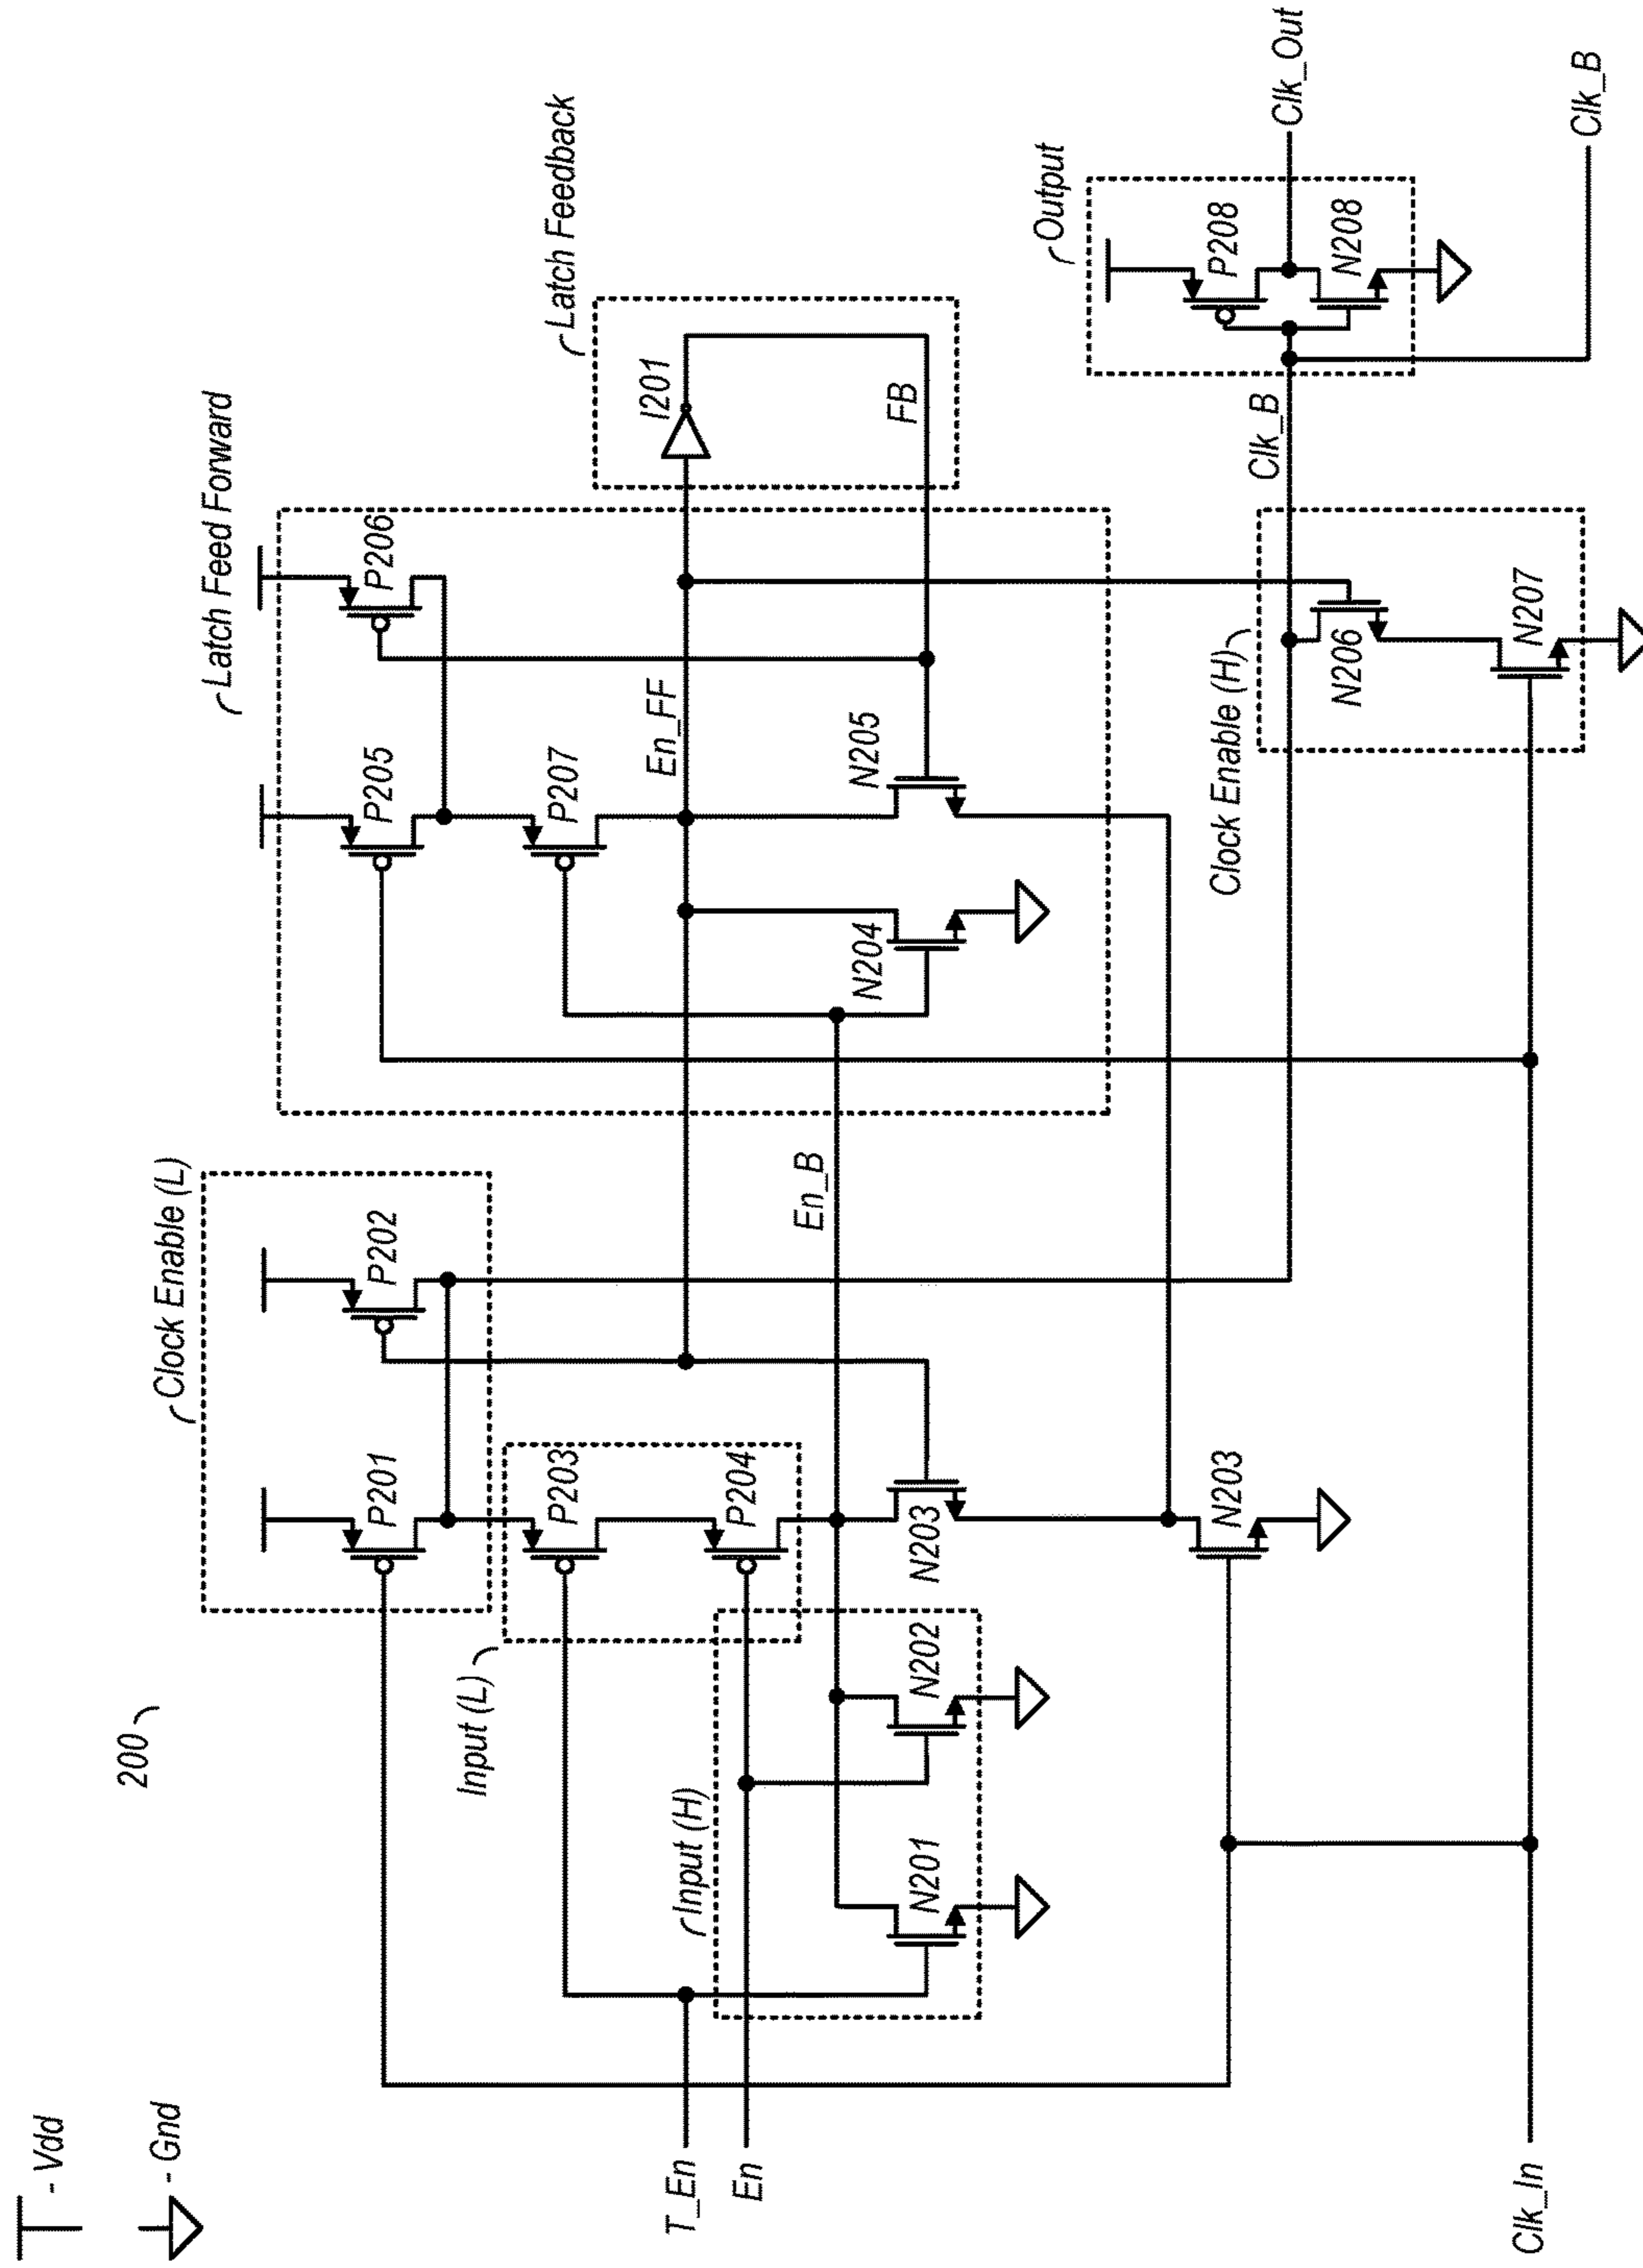 - Vdd
- Gnd
200
Clock Enable (L)
P201
P202
Input (L)
P203
P204
Input (H)
N201
N202
N203
N203
T_En
En
Clk_In
En_B
Latch Feed Forward
P205
P206
P207
En_FF
N204
N205
Latch Feedback
I201
FB
Clock Enable (H)
N206
N207
Clk_B
Output
P208
N208
Clk_Out
Clk_B